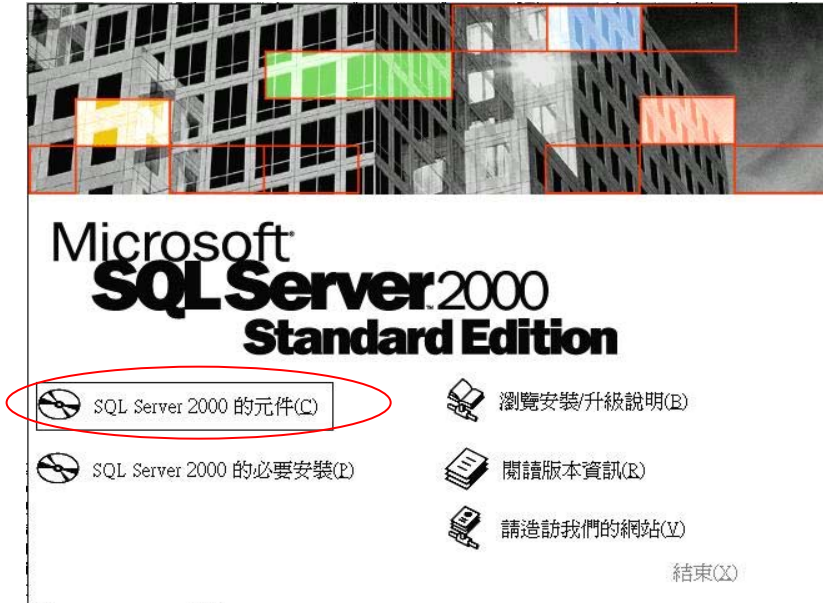 Microsoft
SQL Server™2000
Standard Edition
SQL Server 2000 的元件(C)
SQL Server 2000 的必要安裝(P)
瀏覽安裝/升級說明(B)
閱讀版本資訊(R)
請造訪我們的網站(V)
結束(X)